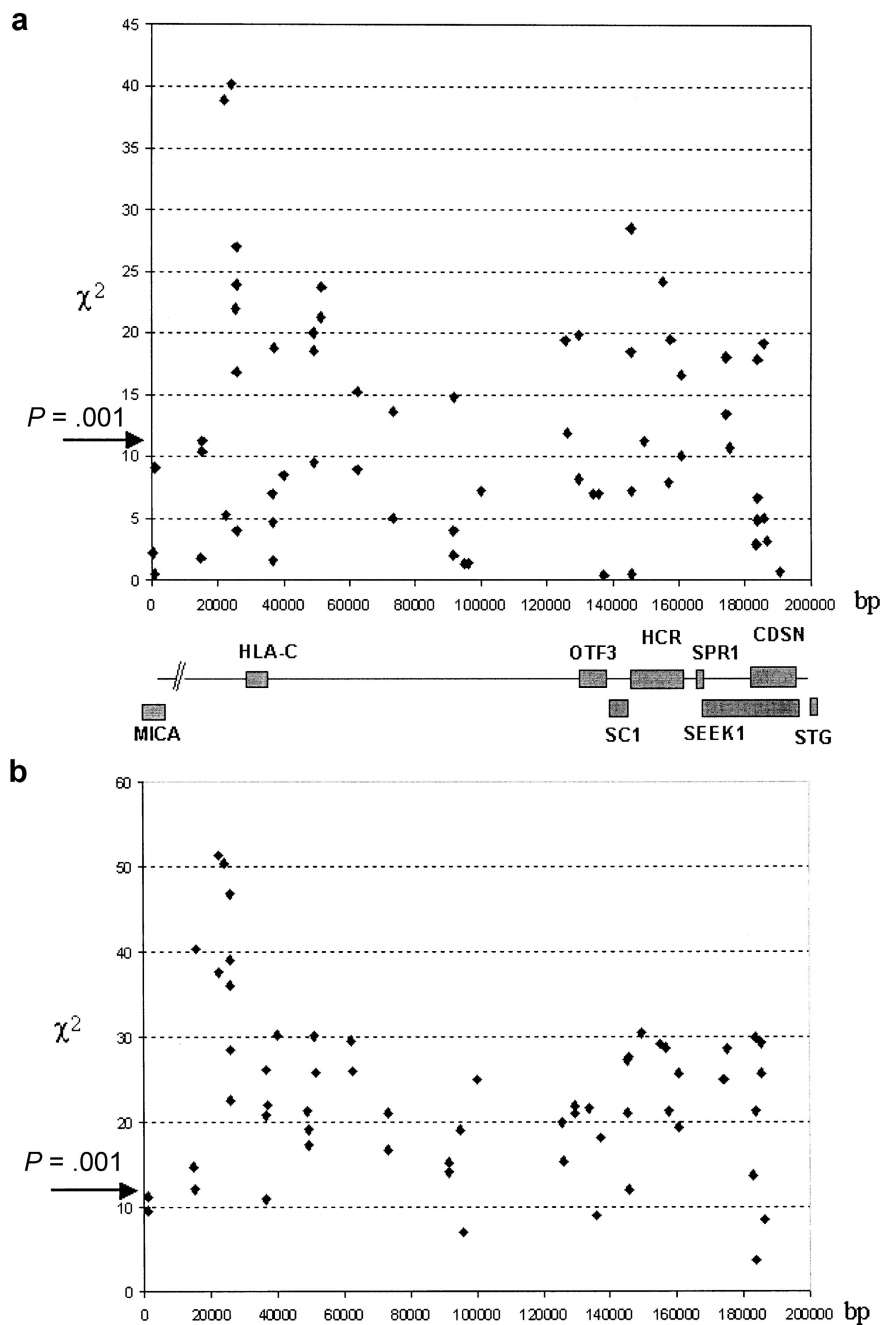 a
45
40
35
30
25
χ2
20
15
P = .001
10
5
0
0 20000 40000 60000 80000 100000 120000 140000 160000 180000 200000 bp
HLA-C OTF3 HCR SPR1 CDSN
MICA SC1 SEEK1 STG
b
60
50
40
χ2
30
20
P = .001
10
0
0 20000 40000 60000 80000 100000 120000 140000 160000 180000 200000 bp